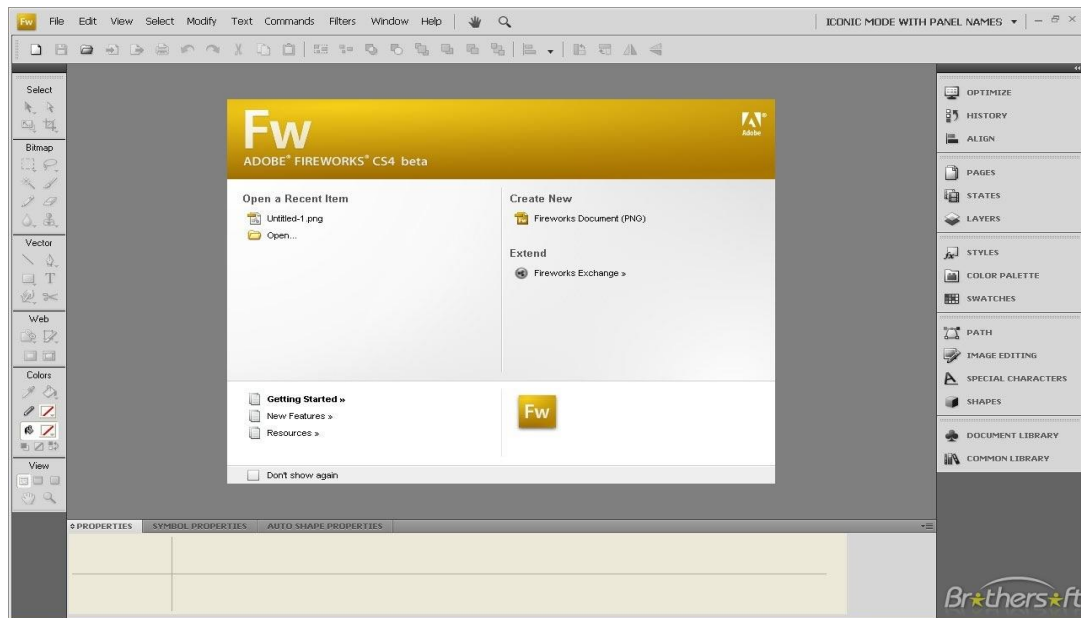 Fw File Edit View Select Modify Text Commands Filters Window Help ICONIC MODE WITH PANEL NAMES
Select
Bitmap
Vector
T
Web
Colors
View
Fw
ADOBE® FIREWORKS® CS4 beta
Adobe
Open a Recent Item
Untitled-1.png
Open...
Create New
Fireworks Document (PNG)
Extend
Fireworks Exchange »
Getting Started »
New Features »
Resources »
Fw
Don't show again
PROPERTIES SYMBOL PROPERTIES AUTO SHAPE PROPERTIES
OPTIMIZE
HISTORY
ALIGN
PAGES
STATES
LAYERS
STYLES
COLOR PALETTE
SWATCHES
PATH
IMAGE EDITING
SPECIAL CHARACTERS
SHAPES
DOCUMENT LIBRARY
COMMON LIBRARY
Brothersoft